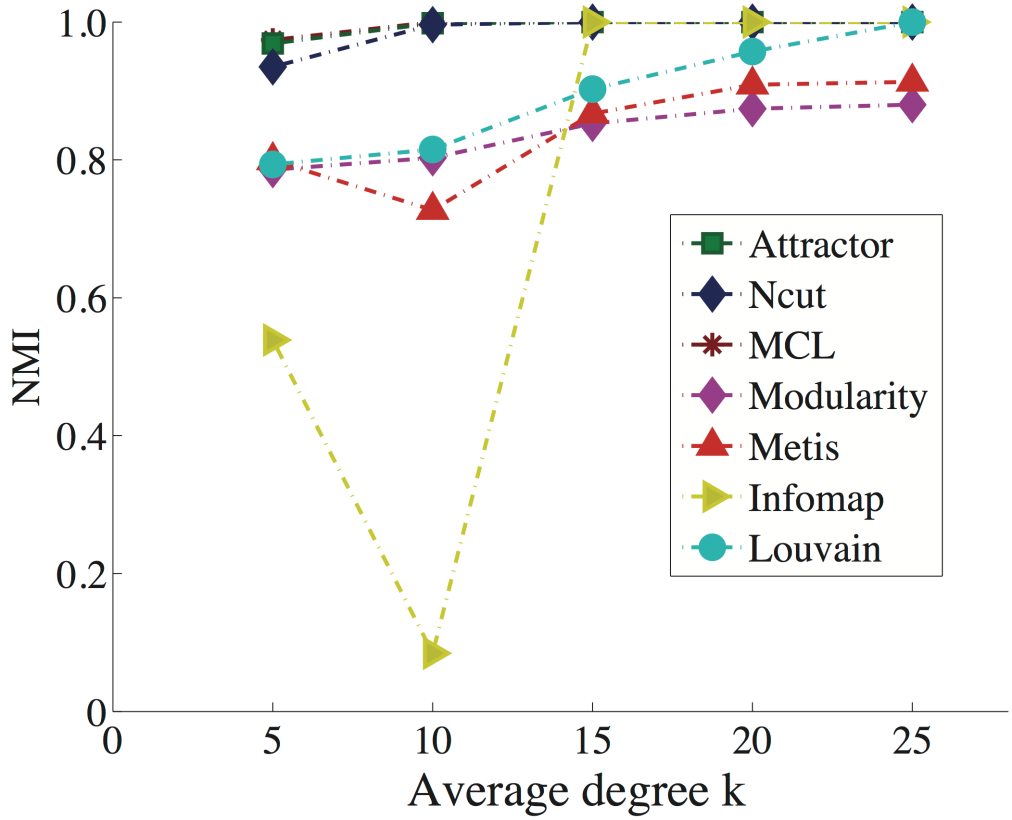 1.0
0.8
0.6
0.4
0.2
0
NMI
0 5 10 15 20 25
Average degree k
Attractor
Ncut
MCL
Modularity
Metis
Infomap
Louvain